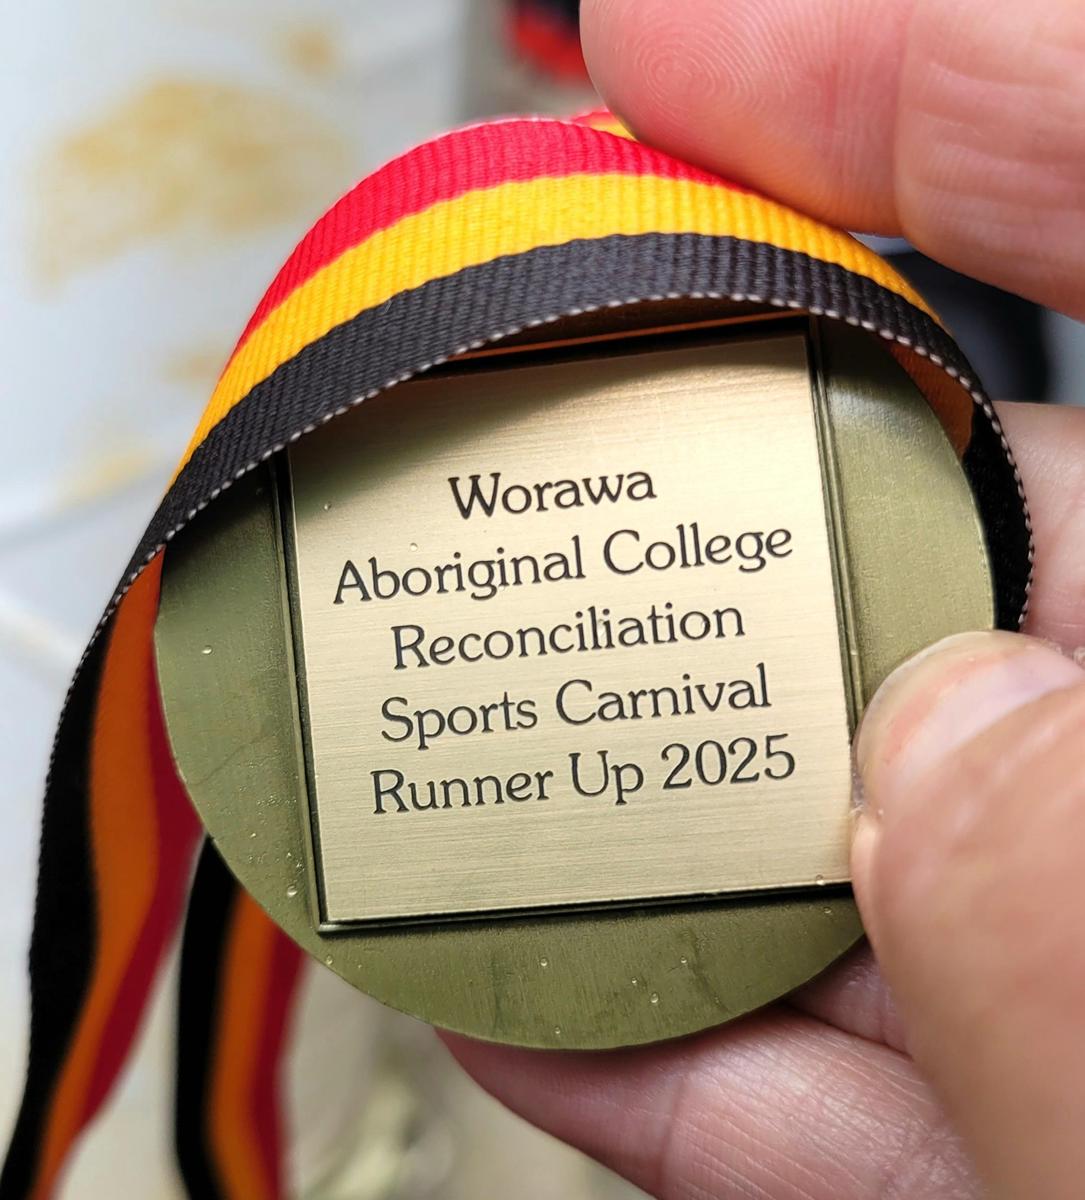 Worawa
Aboriginal College
Reconciliation
Sports Carnival
Runner Up 2025